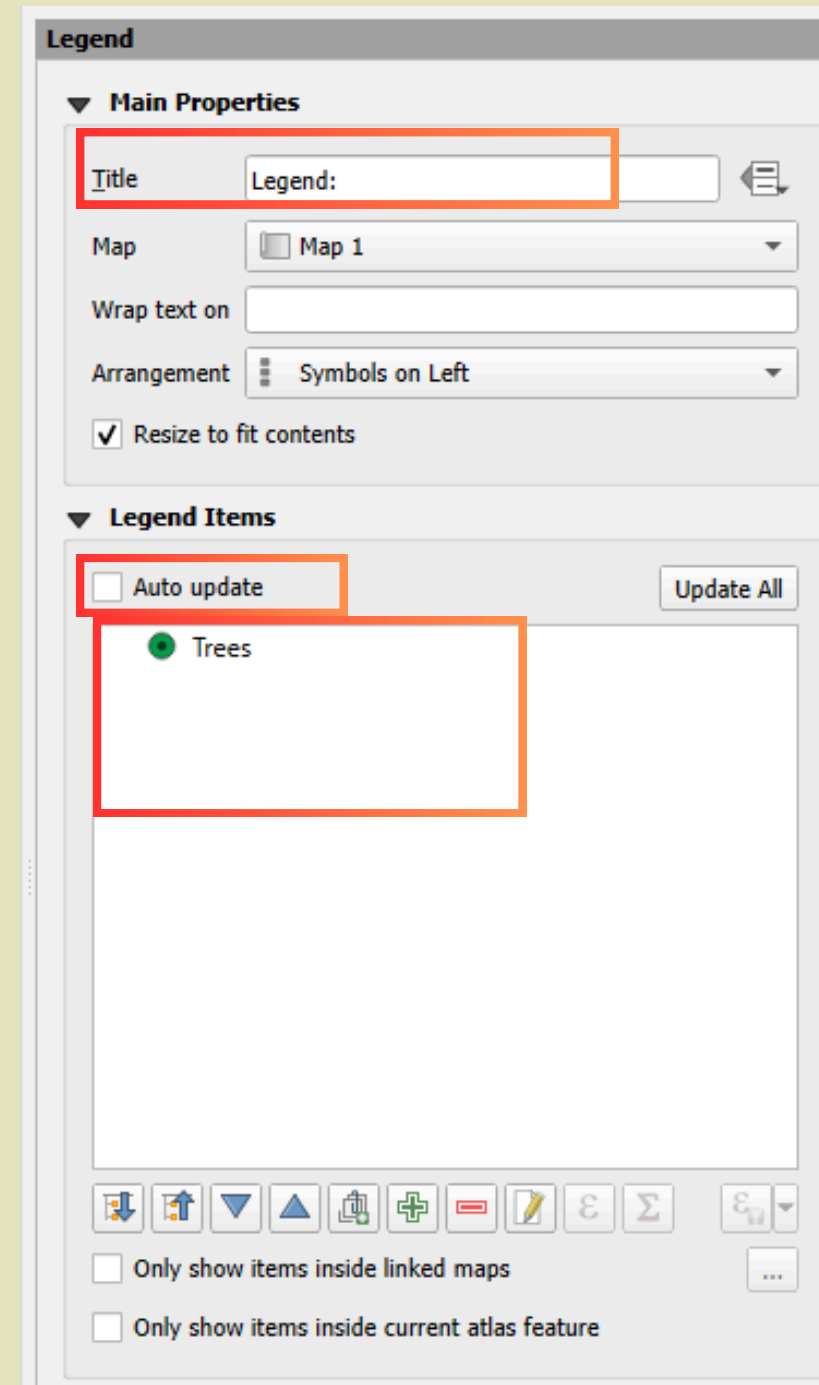 Legend
Main Properties
Title Legend:
Map Map 1
Wrap text on
Arrangement Symbols on Left
Resize to fit contents
Legend Items
Auto update Update All
Trees
ε Σ ε
Only show items inside linked maps ...
Only show items inside current atlas feature